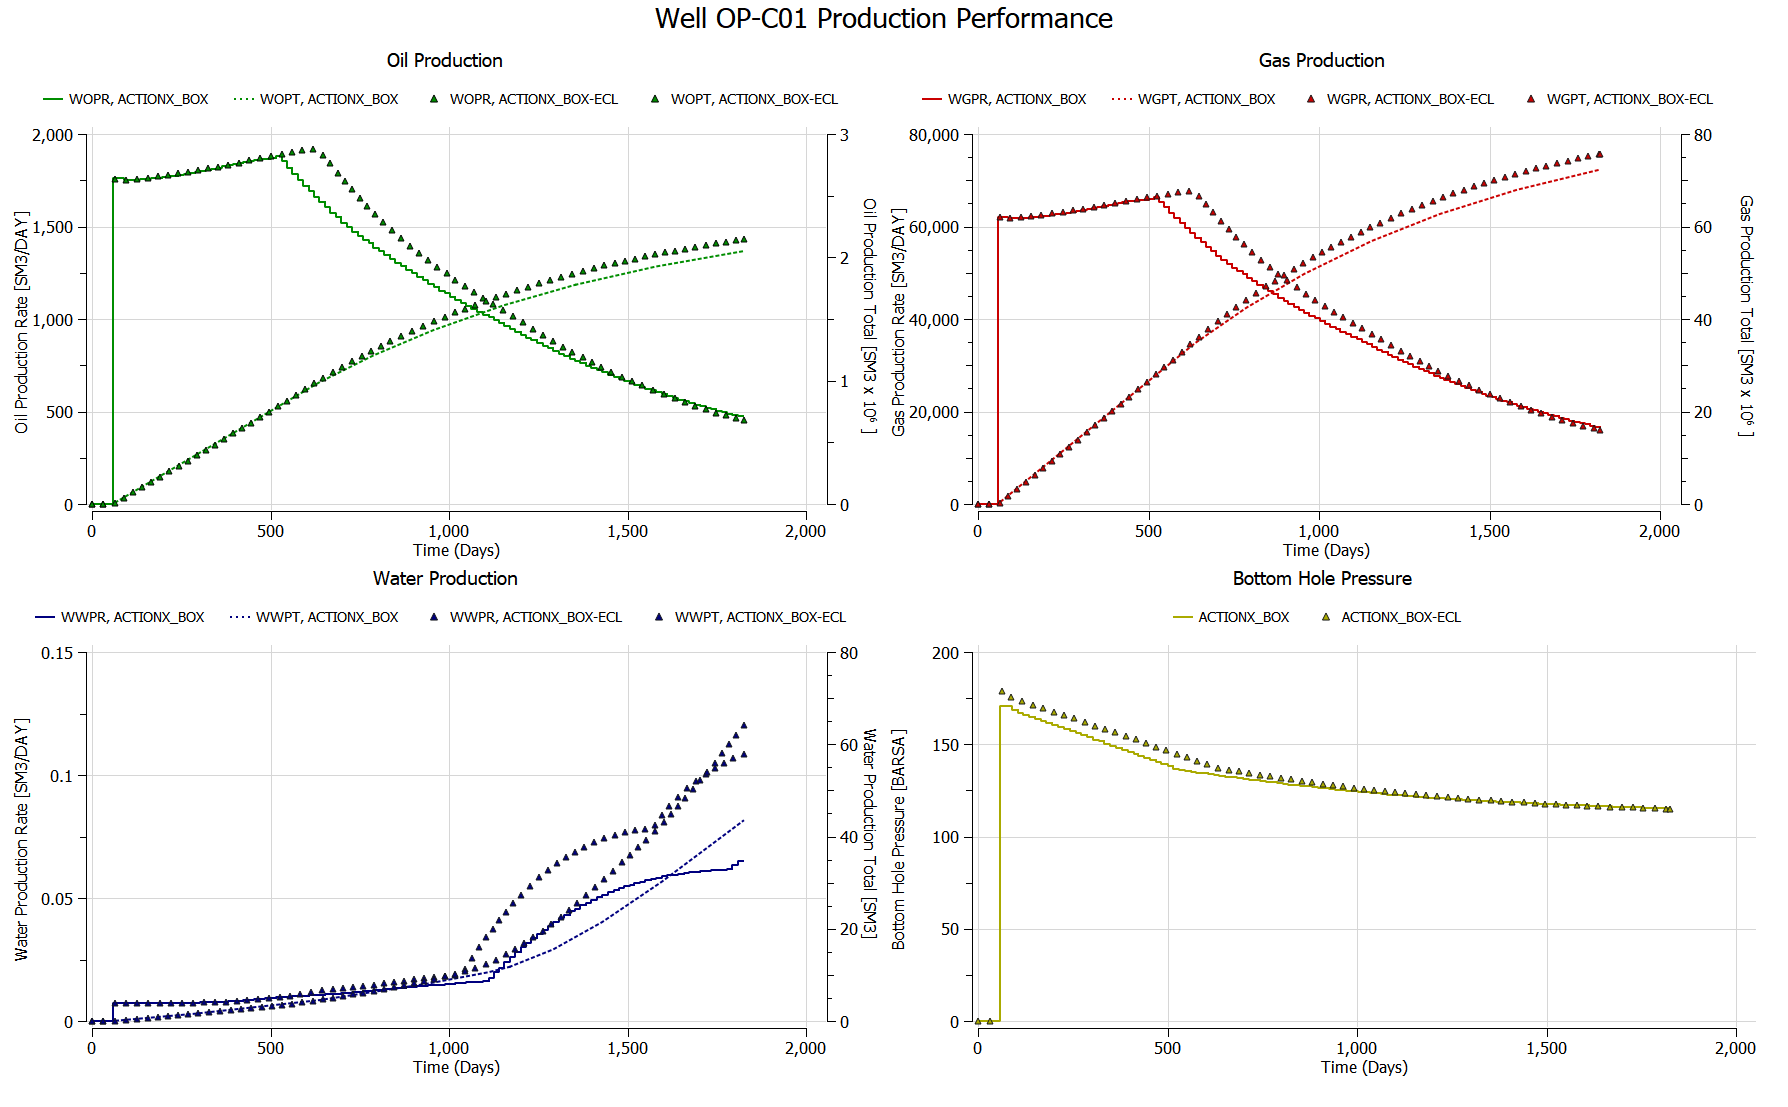 Well OP-C01 Production Performance
Oil Production
WOPR, ACTIONX_BOX WOPT, ACTIONX_BOX WOPR, ACTIONX_BOX-ECL WOPT, ACTIONX_BOX-ECL
Oil Production Rate [SM3/DAY]
2,000
1,500
1,000
500
0
Oil Production Total [SM3 x 10⁶ ]
3
2
1
0
0 500 1,000 1,500 2,000
Time (Days)
Gas Production
WGPR, ACTIONX_BOX WGPT, ACTIONX_BOX WGPR, ACTIONX_BOX-ECL WGPT, ACTIONX_BOX-ECL
Gas Production Rate [SM3/DAY]
80,000
60,000
40,000
20,000
0
Gas Production Total [SM3 x 10⁶ ]
80
60
40
20
0
0 500 1,000 1,500 2,000
Time (Days)
Water Production
WWPR, ACTIONX_BOX WWPT, ACTIONX_BOX WWPR, ACTIONX_BOX-ECL WWPT, ACTIONX_BOX-ECL
Water Production Rate [SM3/DAY]
0.15
0.1
0.05
0
Water Production Total [SM3]
80
60
40
20
0
0 500 1,000 1,500 2,000
Time (Days)
Bottom Hole Pressure
ACTIONX_BOX ACTIONX_BOX-ECL
Bottom Hole Pressure [BARSA]
200
150
100
50
0
0 500 1,000 1,500 2,000
Time (Days)